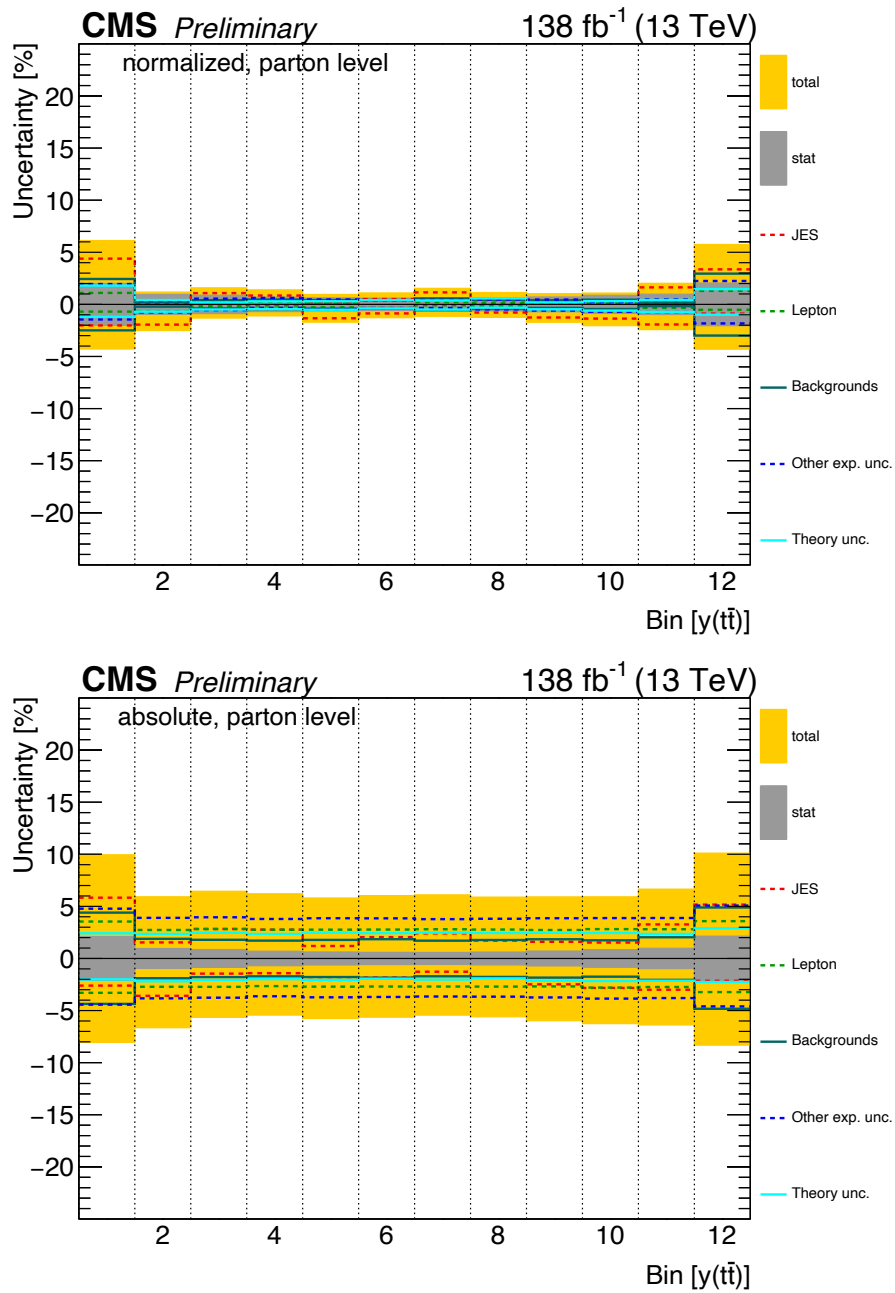 CMS Preliminary 138 fb-1 (13 TeV)
normalized, parton level
Uncertainty [%]
20
15
10
5
0
−5
−10
−15
−20
2 4 6 8 10 12
Bin [y(tt̄)]
total
stat
JES
Lepton
Backgrounds
Other exp. unc.
Theory unc.
CMS Preliminary 138 fb-1 (13 TeV)
absolute, parton level
Uncertainty [%]
20
15
10
5
0
−5
−10
−15
−20
2 4 6 8 10 12
Bin [y(tt̄)]
total
stat
JES
Lepton
Backgrounds
Other exp. unc.
Theory unc.